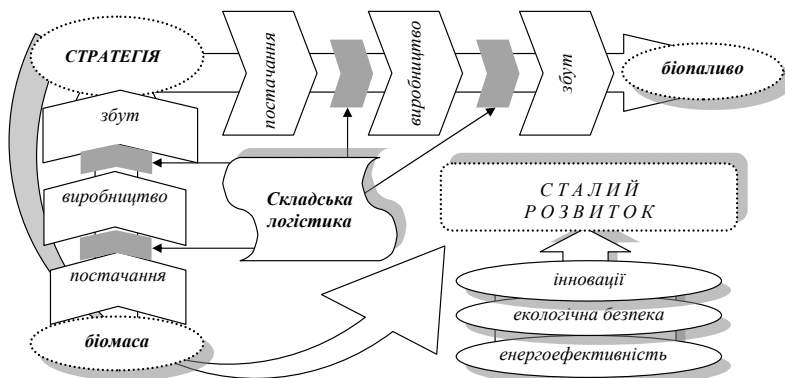 СТРАТЕГІЯ
постачання
виробництво
збут
біопаливо
збут
виробництво
постачання
біомаса
Складська
логістика
СТАЛИЙ
РОЗВИТОК
інновації
екологічна безпека
енергоефективність